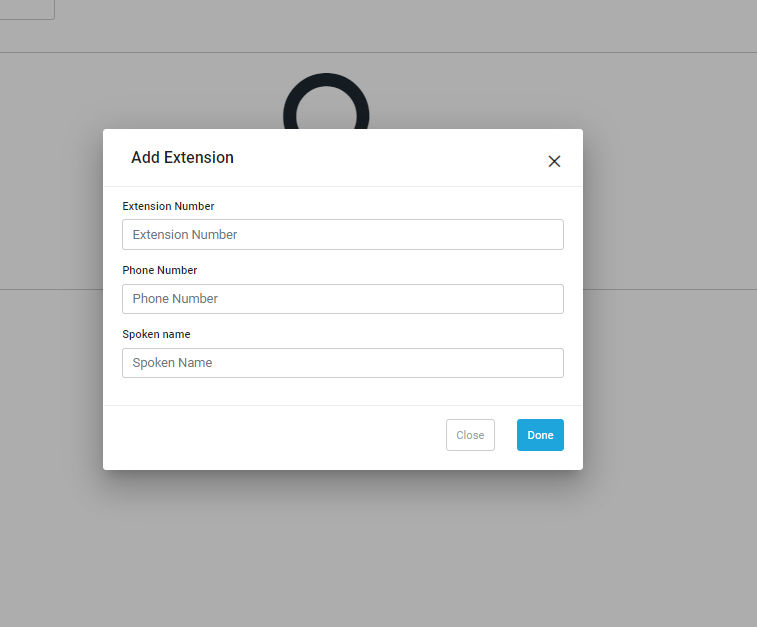 Add Extension
Extension Number
Extension Number
Phone Number
Phone Number
Spoken name
Spoken Name
Close
Done